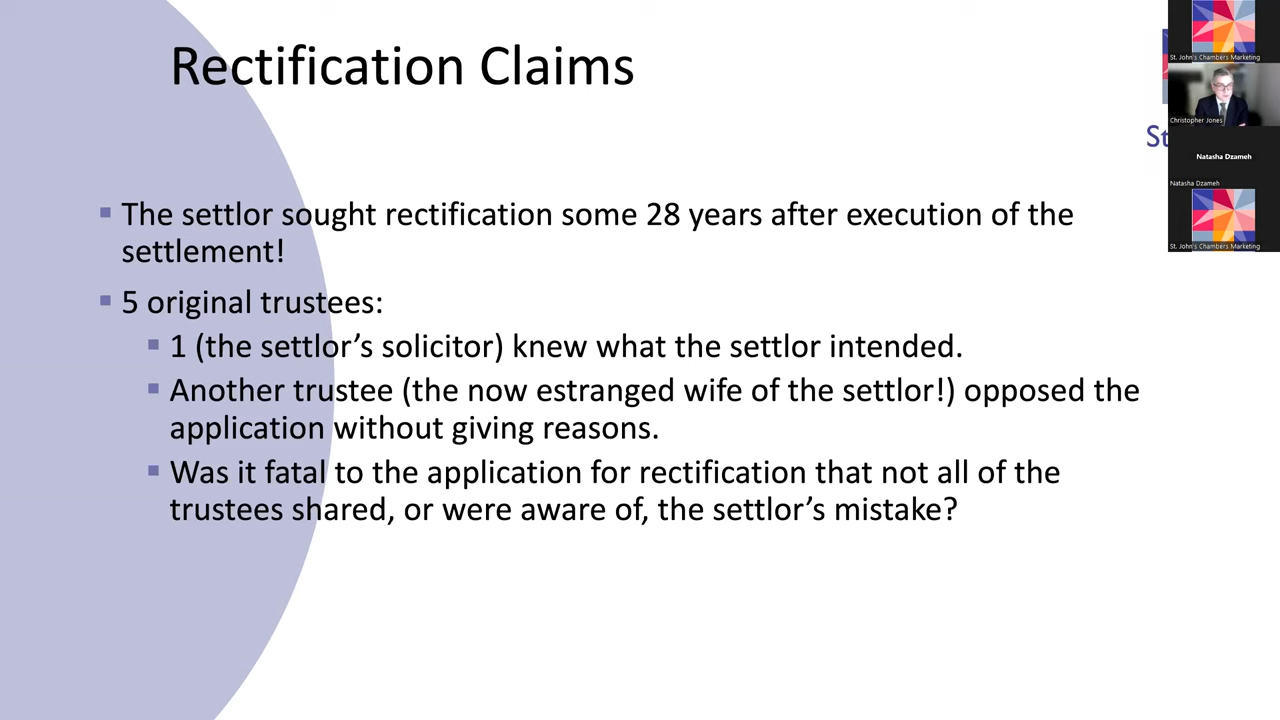 Rectification Claims
The settlor sought rectification some 28 years after execution of the
settlement!
5 original trustees:
1 (the settlor’s solicitor) knew what the settlor intended.
Another trustee (the now estranged wife of the settlor!) opposed the
application without giving reasons.
Was it fatal to the application for rectification that not all of the
trustees shared, or were aware of, the settlor’s mistake?
St. John's Chambers Marketing
Christopher Jones
St
Natasha Dzameh
Natasha Dzameh
St. John's Chambers Marketing